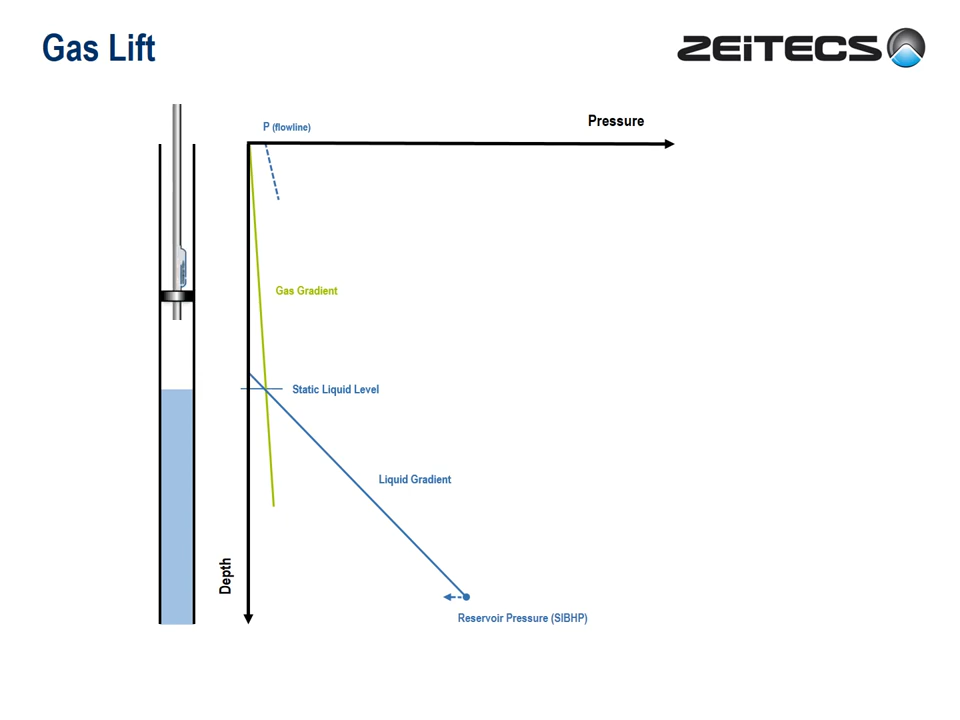 Gas Lift
ZEiTECS
Pressure
P (flowline)
Gas Gradient
Static Liquid Level
Liquid Gradient
Depth
Reservoir Pressure (SIBHP)